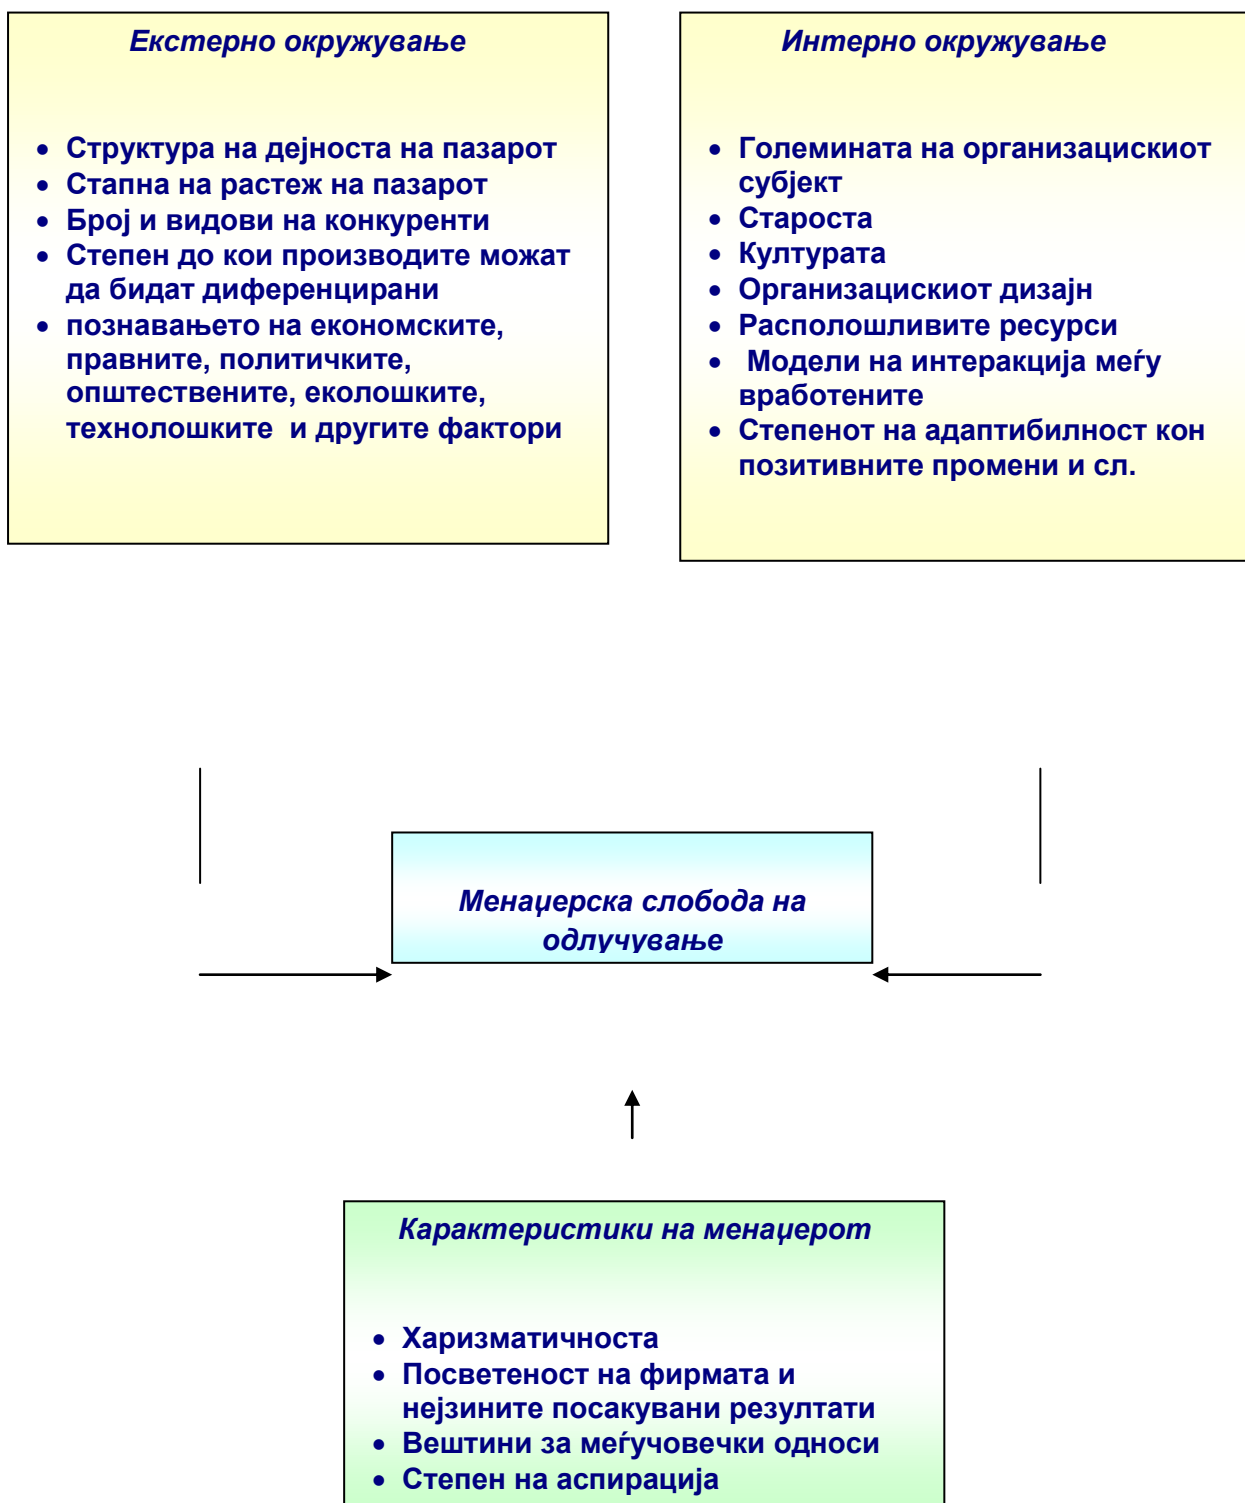 Екстерно окружување
• Структура на дејноста на пазарот
• Стапна на растеж на пазарот
• Број и видови на конкуренти
• Степен до кои производите можат
да бидат диференцирани
• познавањето на економските,
правните, политичките,
општествените, еколошките,
технолошките и другите фактори
Интерно окружување
• Големината на организацискиот
субјект
• Староста
• Културата
• Организацискиот дизајн
• Располошливите ресурси
• Модели на интеракција меѓу
вработените
• Степенот на адаптибилност кон
позитивните промени и сл.
Менаџерска слобода на
одлучување
Карактеристики на менаџерот
• Харизматичноста
• Посветеност на фирмата и
нејзините посакувани резултати
• Вештини за меѓучовечки односи
• Степен на аспирација